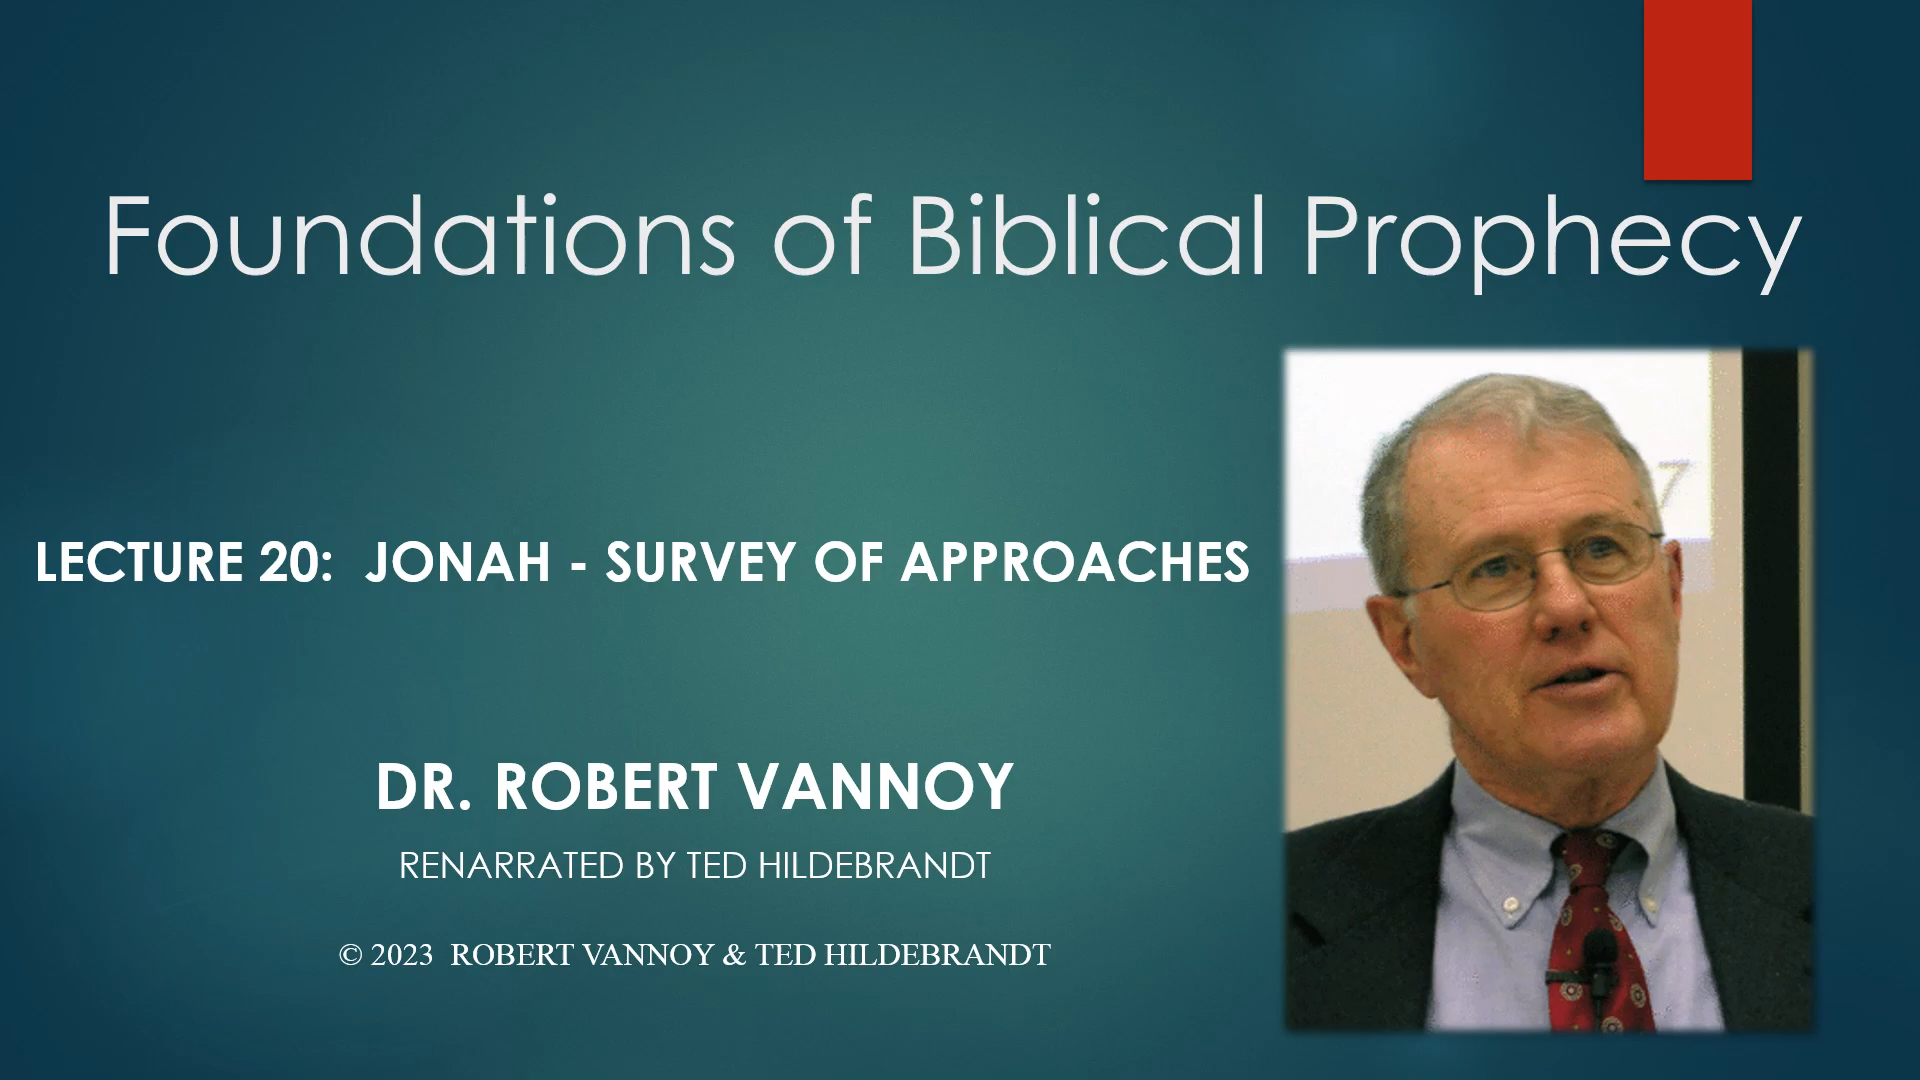 Foundations of Biblical Prophecy
7
LECTURE 20: JONAH - SURVEY OF APPROACHES
DR. ROBERT VANNOY
RENARRATED BY TED HILDEBRANDT
© 2023 ROBERT VANNOY & TED HILDEBRANDT